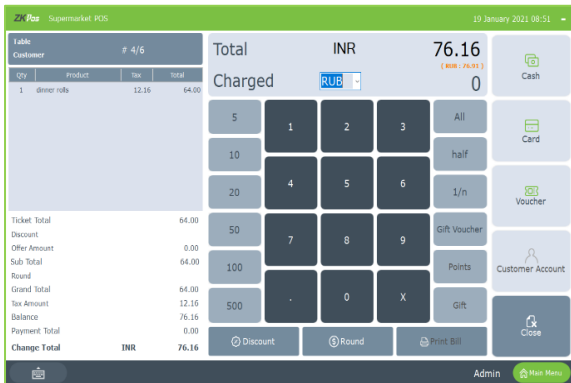 ZKPos Supermarket POS 19 January 2021 08:51
Table
Customer # 4/6
Qty Product Tax Total
1 dinner rolls 12.16 64.00
Ticket Total 64.00
Discount
Offer Amount 0.00
Sub Total 64.00
Round
Grand Total 64.00
Tax Amount 12.16
Balance 76.16
Payment Total 0.00
Change Total INR 76.16
Total INR 76.16
( RUB : 76.93 )
Charged RUB 0
5 1 2 3 All
10 half
20 4 5 6 1/n
50 7 8 9 Gift Voucher
100 Points
500 . 0 X Gift
Discount Round Print Bill
Cash
Card
Voucher
Customer Account
Close
Admin Main Menu